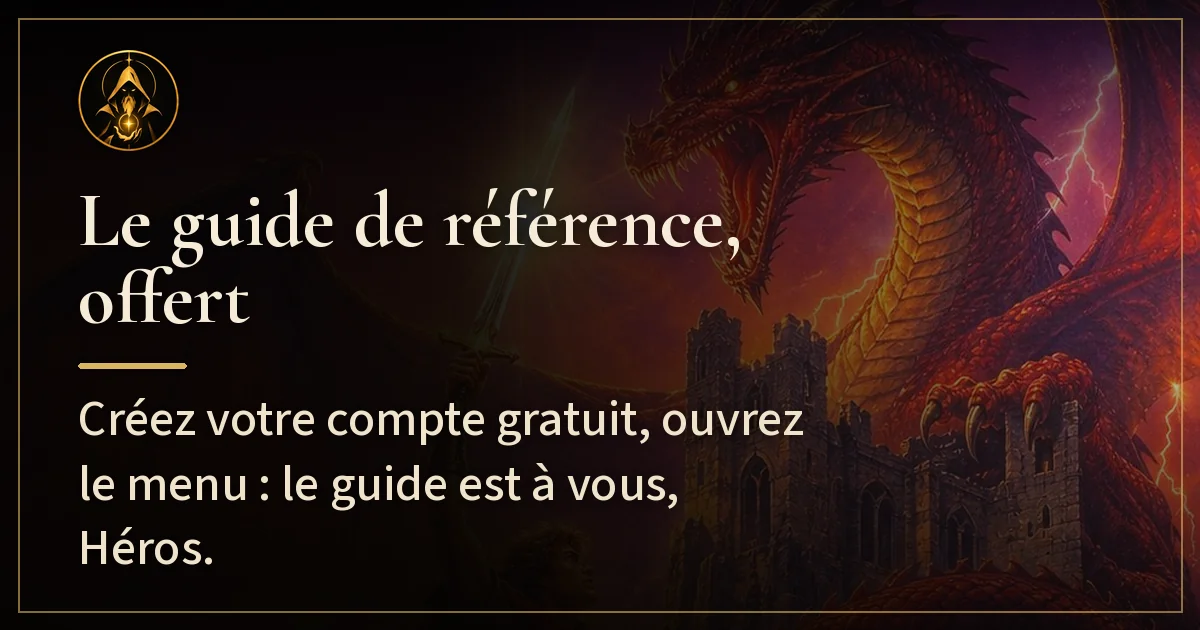 Le guide de référence,
offert
Créez votre compte gratuit, ouvrez
le menu : le guide est à vous,
Héros.